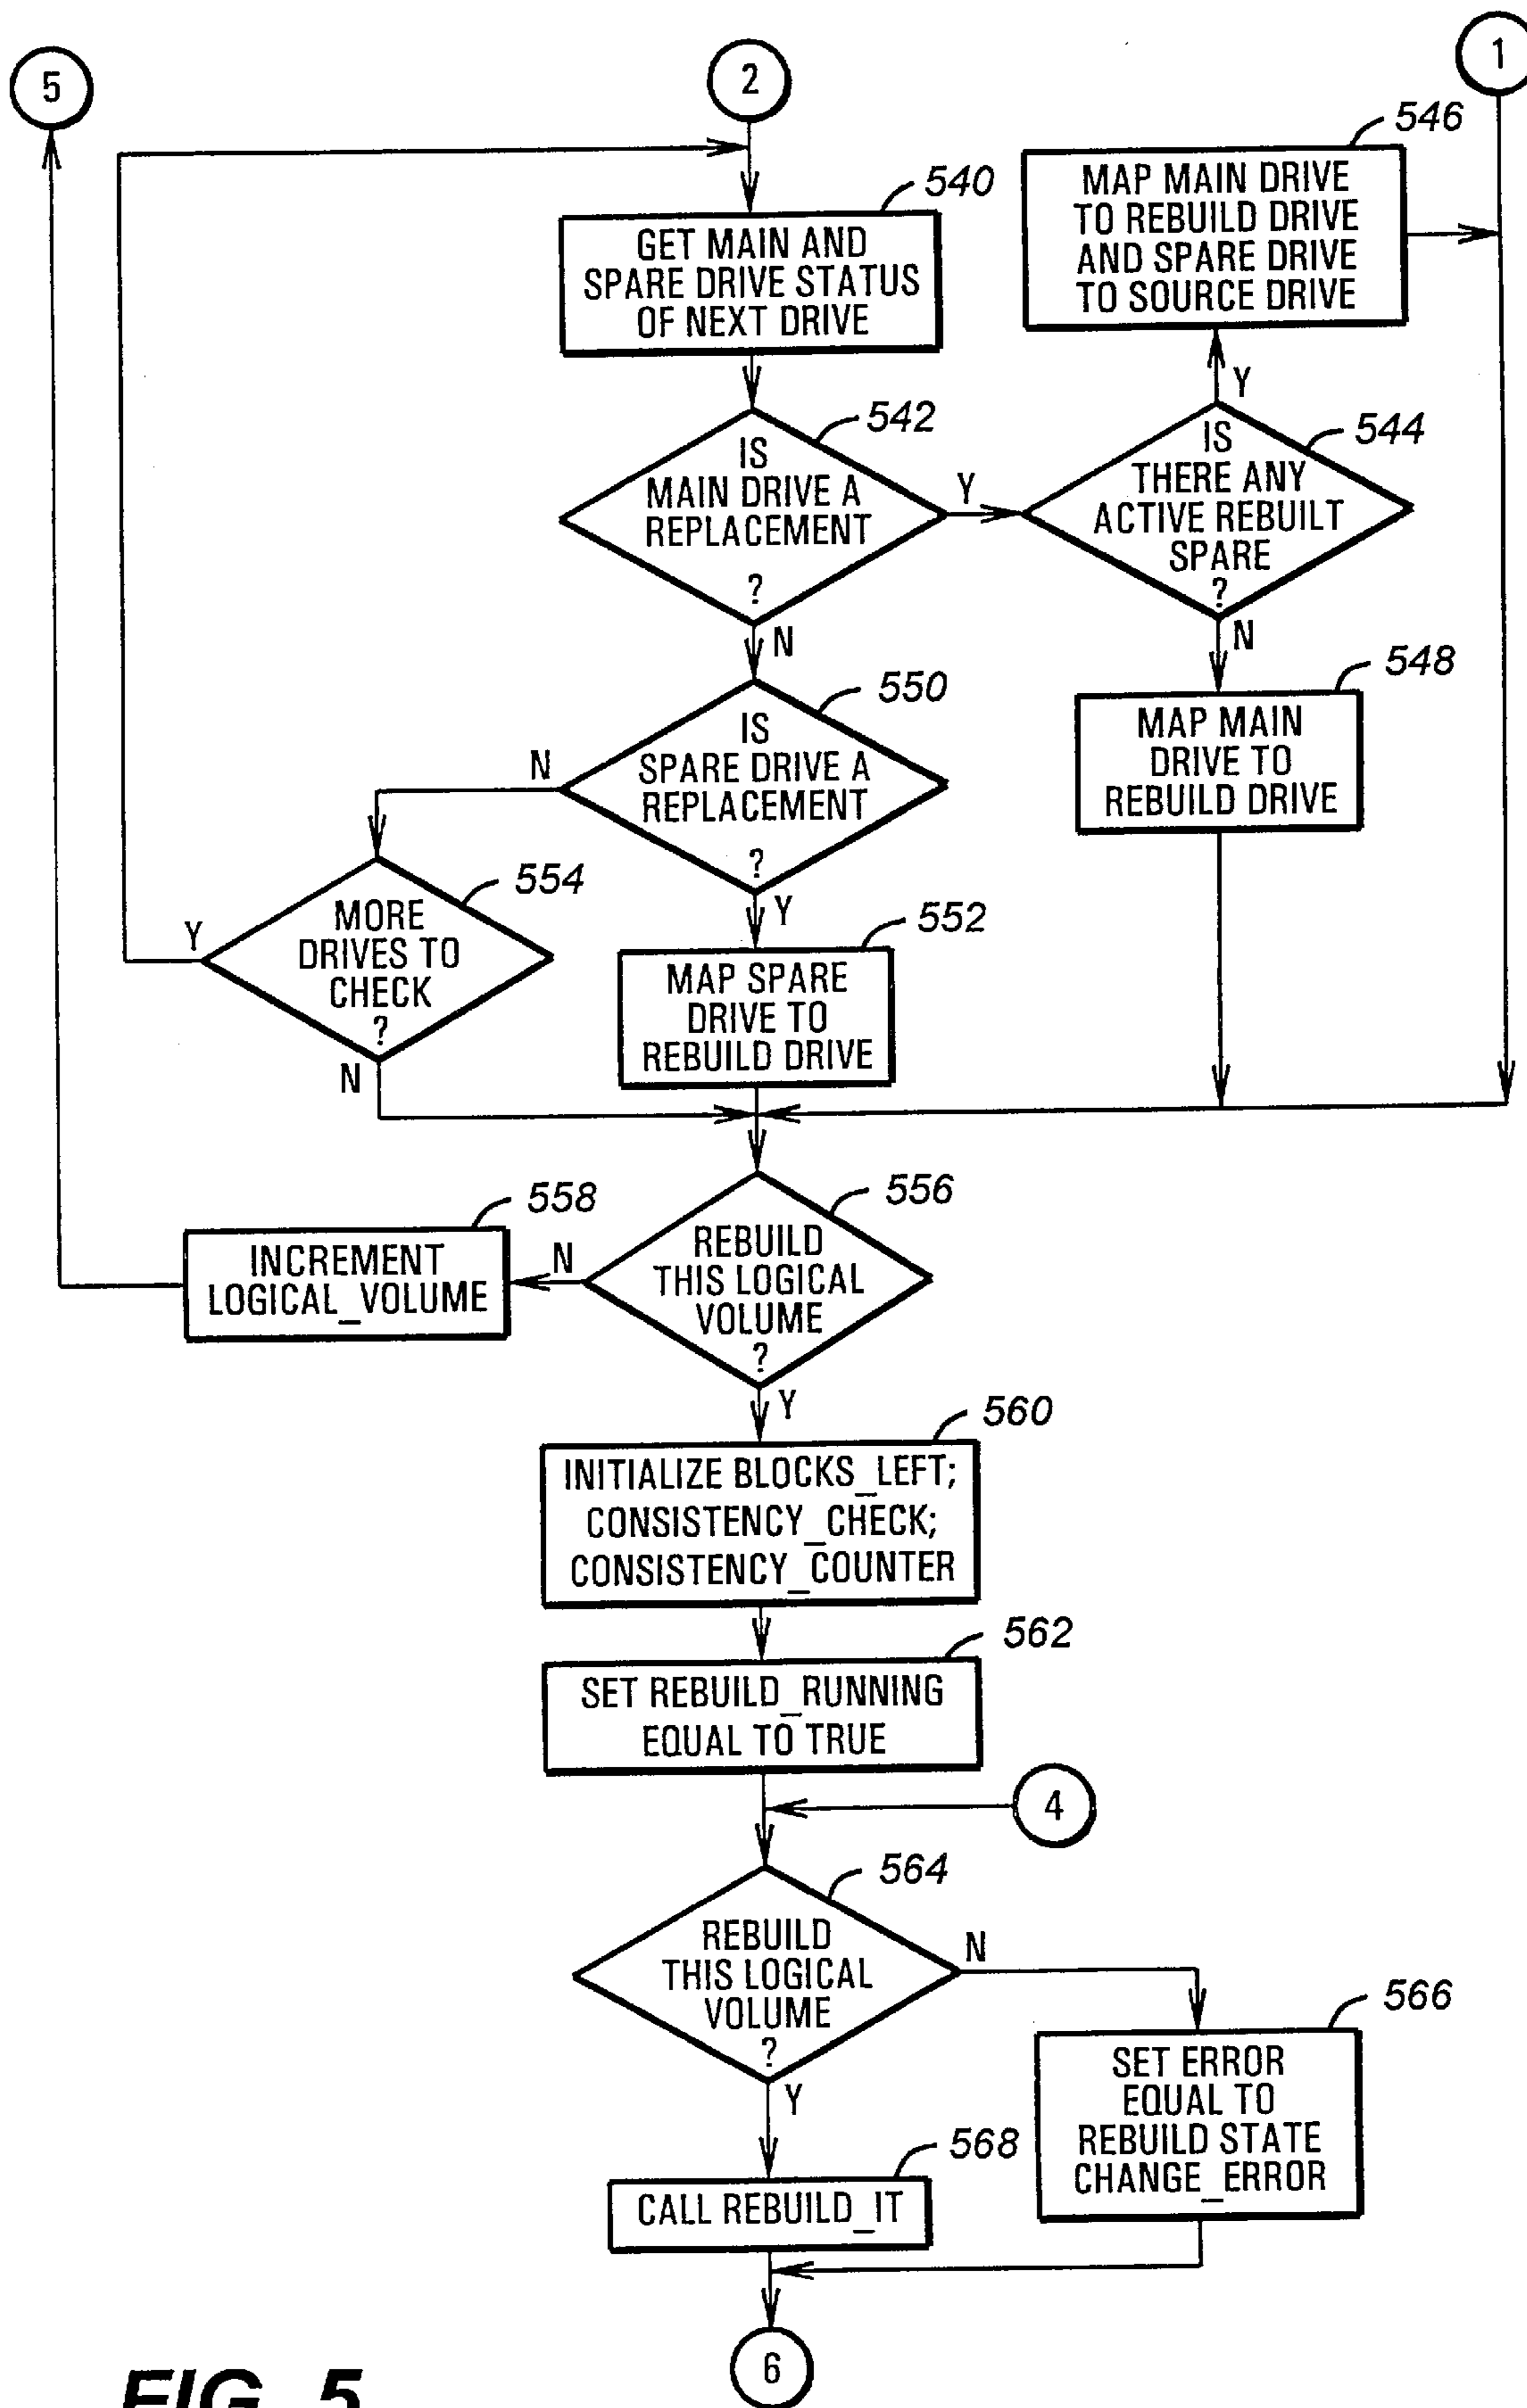 5
2
1
546
MAP MAIN DRIVE
TO REBUILD DRIVE
AND SPARE DRIVE
TO SOURCE DRIVE
540
GET MAIN AND
SPARE DRIVE STATUS
OF NEXT DRIVE
Y
542
IS
MAIN DRIVE A
REPLACEMENT
?
Y
N
544
IS
THERE ANY
ACTIVE REBUILT
SPARE
?
N
548
MAP MAIN
DRIVE TO
REBUILD DRIVE
550
IS
SPARE DRIVE A
REPLACEMENT
?
N
Y
554
MORE
DRIVES TO
CHECK
?
Y
N
552
MAP SPARE
DRIVE TO
REBUILD DRIVE
556
REBUILD
THIS LOGICAL
VOLUME
?
N
Y
558
INCREMENT
LOGICAL_VOLUME
560
INITIALIZE BLOCKS_LEFT;
CONSISTENCY_CHECK;
CONSISTENCY_COUNTER
562
SET REBUILD_RUNNING
EQUAL TO TRUE
4
564
REBUILD
THIS LOGICAL
VOLUME
?
N
Y
566
SET ERROR
EQUAL TO
REBUILD STATE
CHANGE_ERROR
568
CALL REBUILD_IT
6
FIG. 5